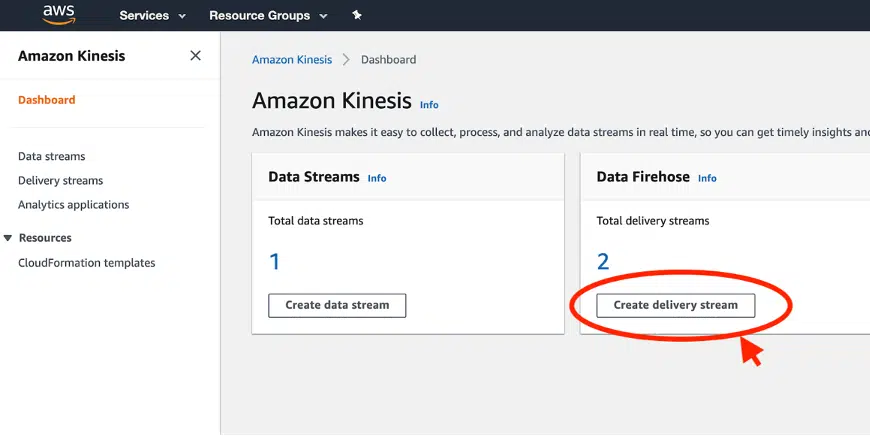 aws
Services
Resource Groups
Amazon Kinesis
Dashboard
Data streams
Delivery streams
Analytics applications
Resources
CloudFormation templates
Amazon Kinesis > Dashboard
Amazon Kinesis Info
Amazon Kinesis makes it easy to collect, process, and analyze data streams in real time, so you can get timely insights and
Data Streams Info
Total data streams
1
Create data stream
Data Firehose Info
Total delivery streams
2
Create delivery stream